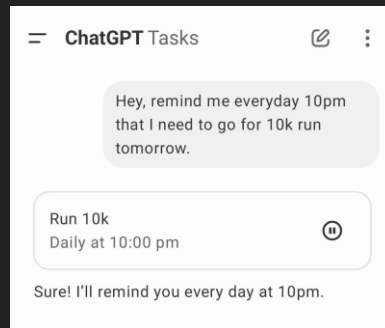 ChatGPT Tasks
Hey, remind me everyday 10pm
that I need to go for 10k run
tomorrow.
Run 10k
Daily at 10:00 pm
Sure! I'll remind you every day at 10pm.